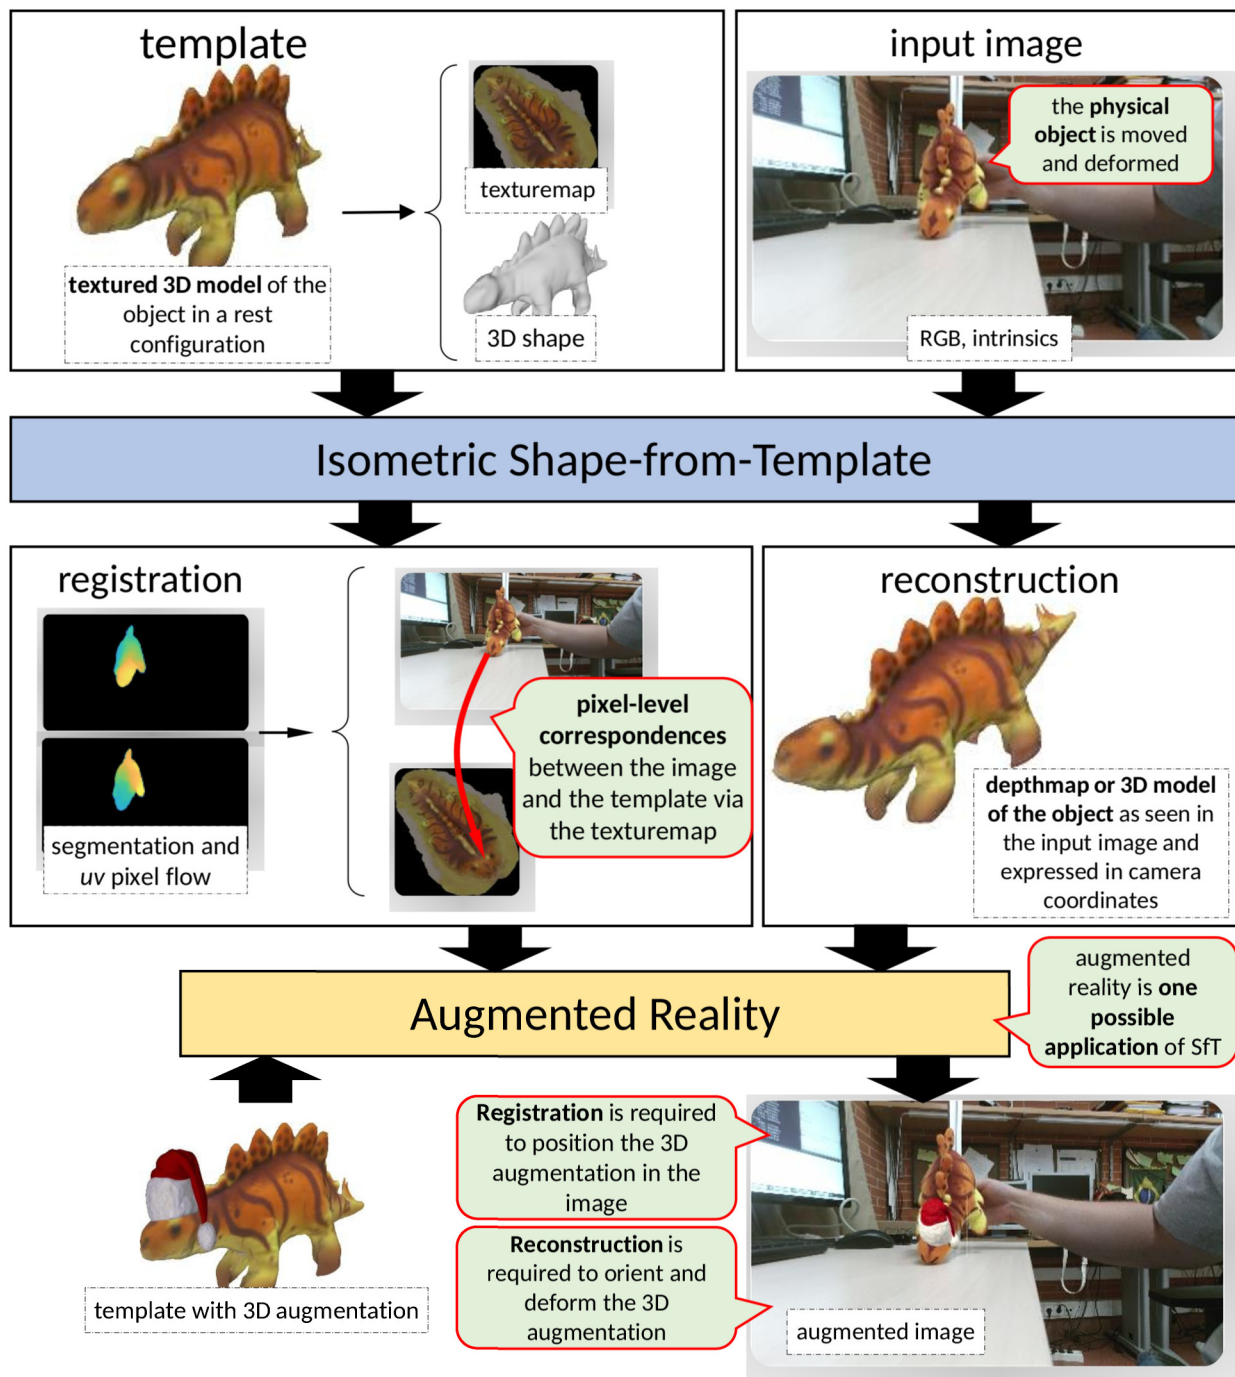 template
texturemap
textured 3D model of the
object in a rest
configuration
3D shape
input image
the physical
object is moved
and deformed
RGB, intrinsics
Isometric Shape-from-Template
registration
segmentation and
uv pixel flow
pixel-level
correspondences
between the image
and the template via
the texturemap
reconstruction
depthmap or 3D model
of the object as seen in
the input image and
expressed in camera
coordinates
Augmented Reality
augmented
reality is one
possible
application of SfT
template with 3D augmentation
Registration is required
to position the 3D
augmentation in the
image
Reconstruction is
required to orient and
deform the 3D
augmentation
augmented image